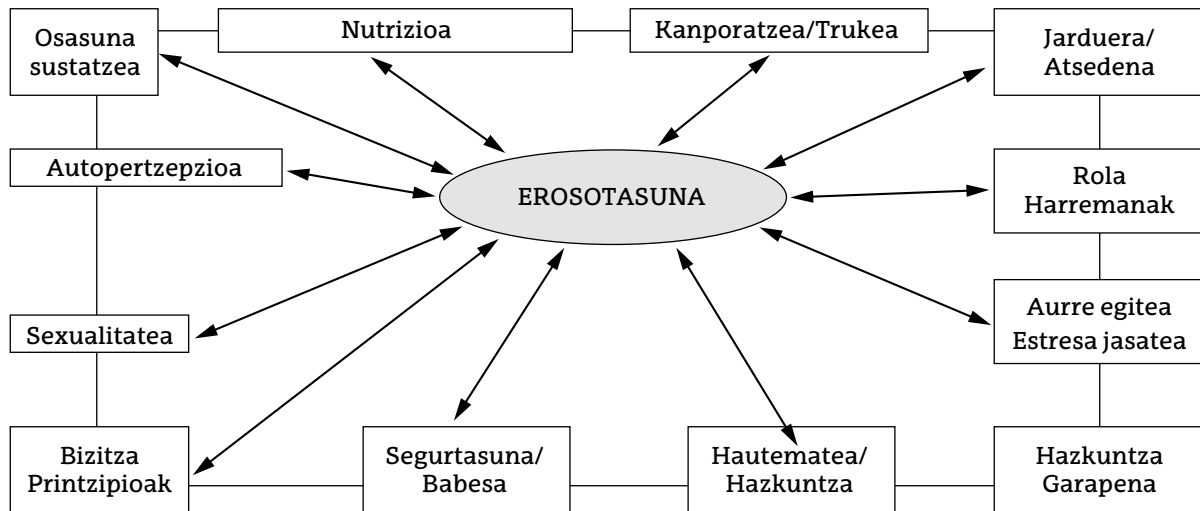 Osasuna
sustatzea
Nutrizioa
Kanporatzea/Trukea
Jarduera/
Atsedena
Autopertzepzioa
EROSOTASUNA
Rola
Harremanak
Sexualitatea
Aurre egitea
Estresa jasatea
Bizitza
Printzipioak
Segurtasuna/
Babesa
Hautematea/
Hazkuntza
Hazkuntza
Garapena